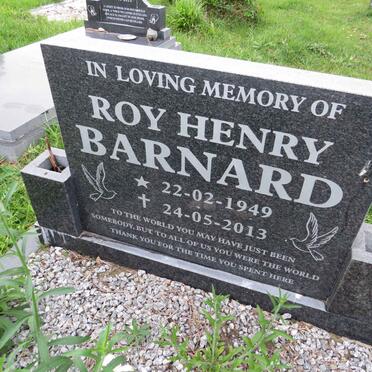 IN LOVING MEMORY OF
ROY HENRY
BARNARD
22-02-1949
24-05-2013
TO THE WORLD YOU MAY HAVE JUST BEEN
SOMEBODY, BUT TO ALL OF US YOU WERE THE WORLD
THANK YOU FOR THE TIME YOU SPENT HERE